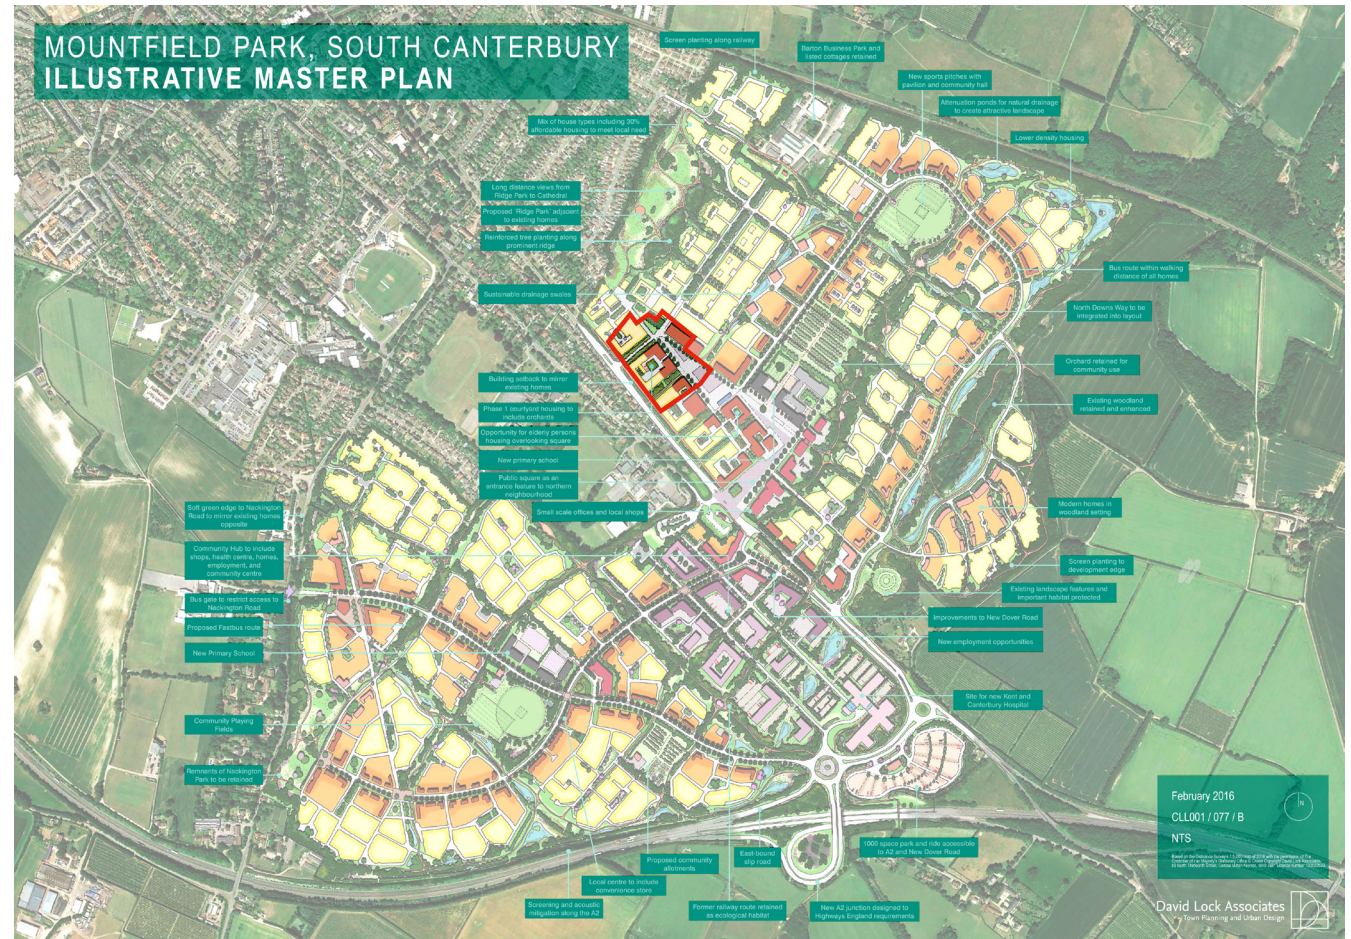 MOUNTFIELD PARK, SOUTH CANTERBURY
ILLUSTRATIVE MASTER PLAN
Screen planting along railway
Barton Business Park and
listed cottages retained
New sports pitches with
pavilion and community hall
Attenuation ponds for natural drainage
to create attractive landscape
Lower density housing
Mix of house types including 30%
affordable housing to meet local need
Long distance views from
Ridge Park to Cathedral
Proposed 'Ridge Park' adjacent
to existing homes
Reinforced tree planting along
prominent ridge
Sustainable drainage swales
Bus route within walking
distance of all homes
North Downs Way to be
integrated into layout
Orchard retained for
community use
Existing woodland
retained and enhanced
Building setback to mirror
existing homes
Phase 1 courtyard housing to
include orchards
Opportunity for elderly persons
housing overlooking square
New primary school
Public square as an
entrance feature to northern
neighbourhood
Small scale offices and local shops
Modern homes in
woodland setting
Screen planting to
development edge
Existing landscape features and
important habitat protected
Improvements to New Dover Road
New employment opportunities
Site for new Kent and
Canterbury Hospital
Soft green edge to Nackington
Road to mirror existing homes
opposite
Community Hub to include
shops, health centre, homes,
employment, and
community centre
Bus gate to restrict access to
Nackington Road
Proposed Fastbus route
New Primary School
Community Playing
Fields
Remnants of Nackington
Park to be retained
1000 space park and ride accessible
to A2 and New Dover Road
East-bound
slip road
Proposed community
allotments
Local centre to include
convenience store
Screening and acoustic
mitigation along the A2
Former railway route retained
as ecological habitat
New A2 junction designed to
Highways England requirements
February 2016
N
CLL001 / 077 / B
NTS
David Lock Associates
Town Planning and Urban Design